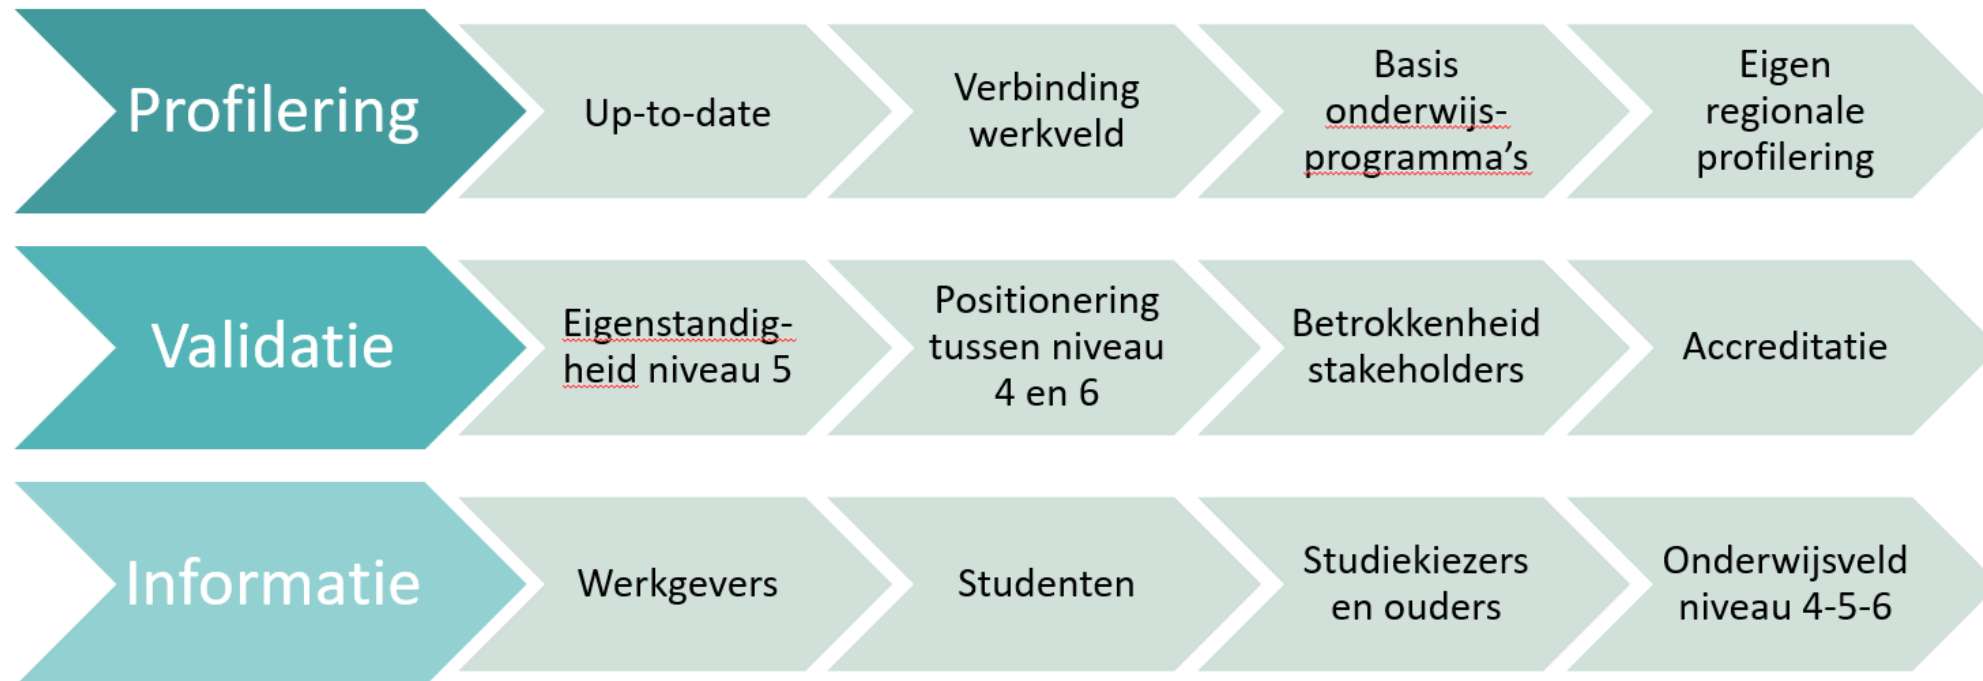 Profilering
Up-to-date
Verbinding
werkveld
Basis
onderwijs-
programma's
Eigen
regionale
profilering
Validatie
Eigenstandig-
heid niveau 5
Positionering
tussen niveau
4 en 6
Betrokkenheid
stakeholders
Accreditatie
Informatie
Werkgevers
Studenten
Studiekiezers
en ouders
Onderwijsveld
niveau 4-5-6